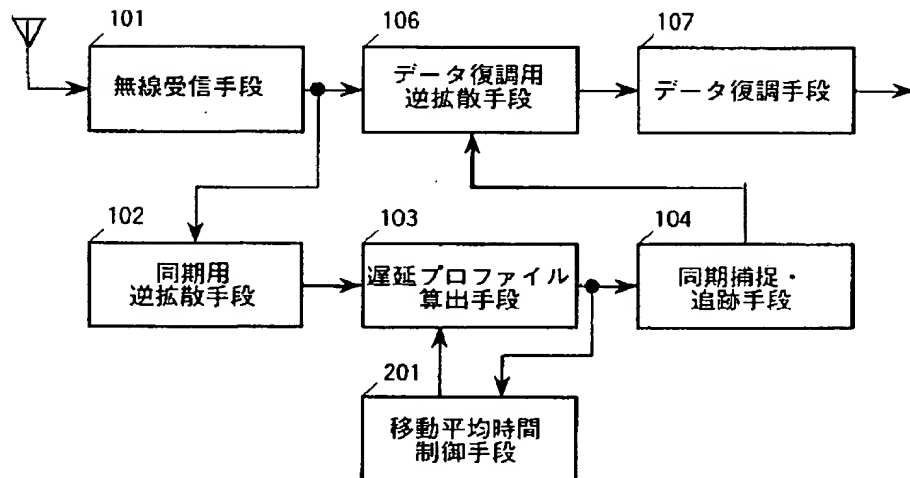 101
無線受信手段
106
データ復調用
逆拡散手段
107
データ復調手段
102
同期用
逆拡散手段
103
遅延プロファイル
算出手段
104
同期捕捉・
追跡手段
201
移動平均時間
制御手段